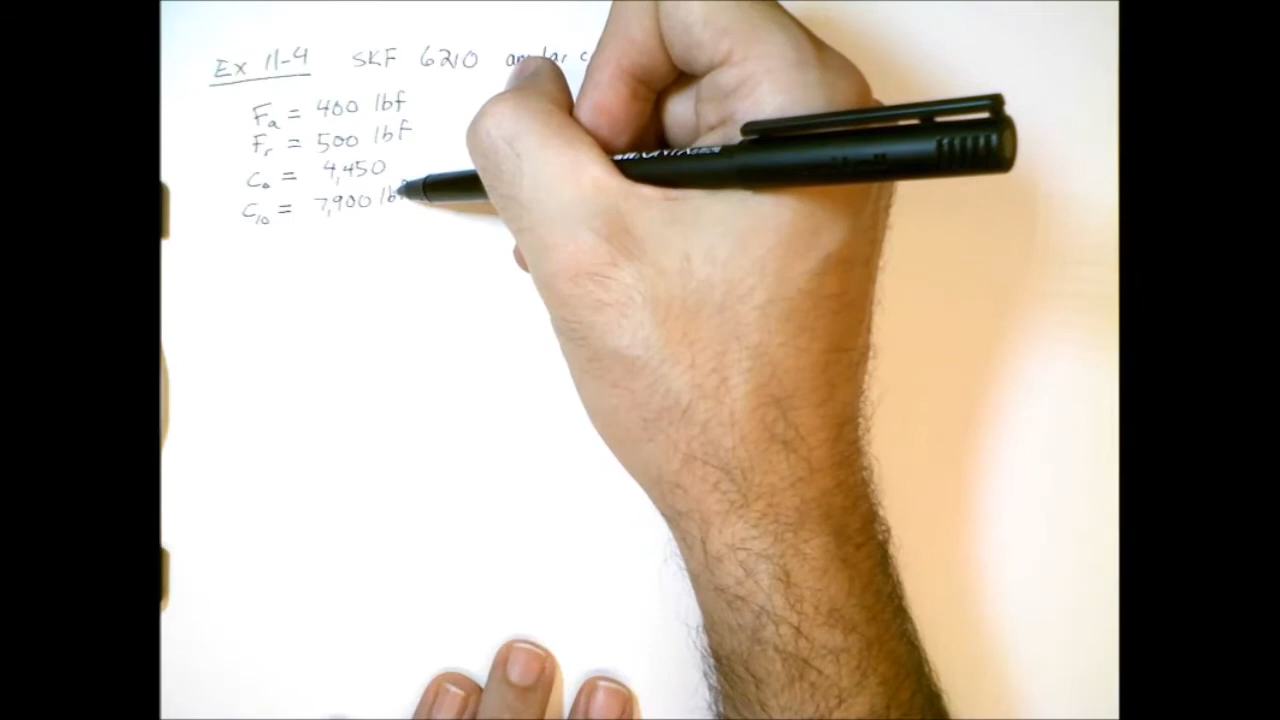 Ex 11-4 SKF 6210
Fa = 400 lbf
Fr = 500 lbf
C0 = 4,450
C10 = 7,900